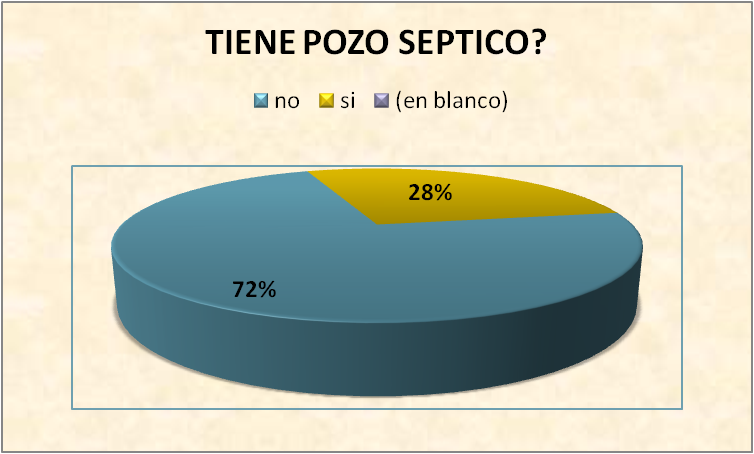 TIENE POZO SEPTICO?
no si (en blanco)
28%
72%